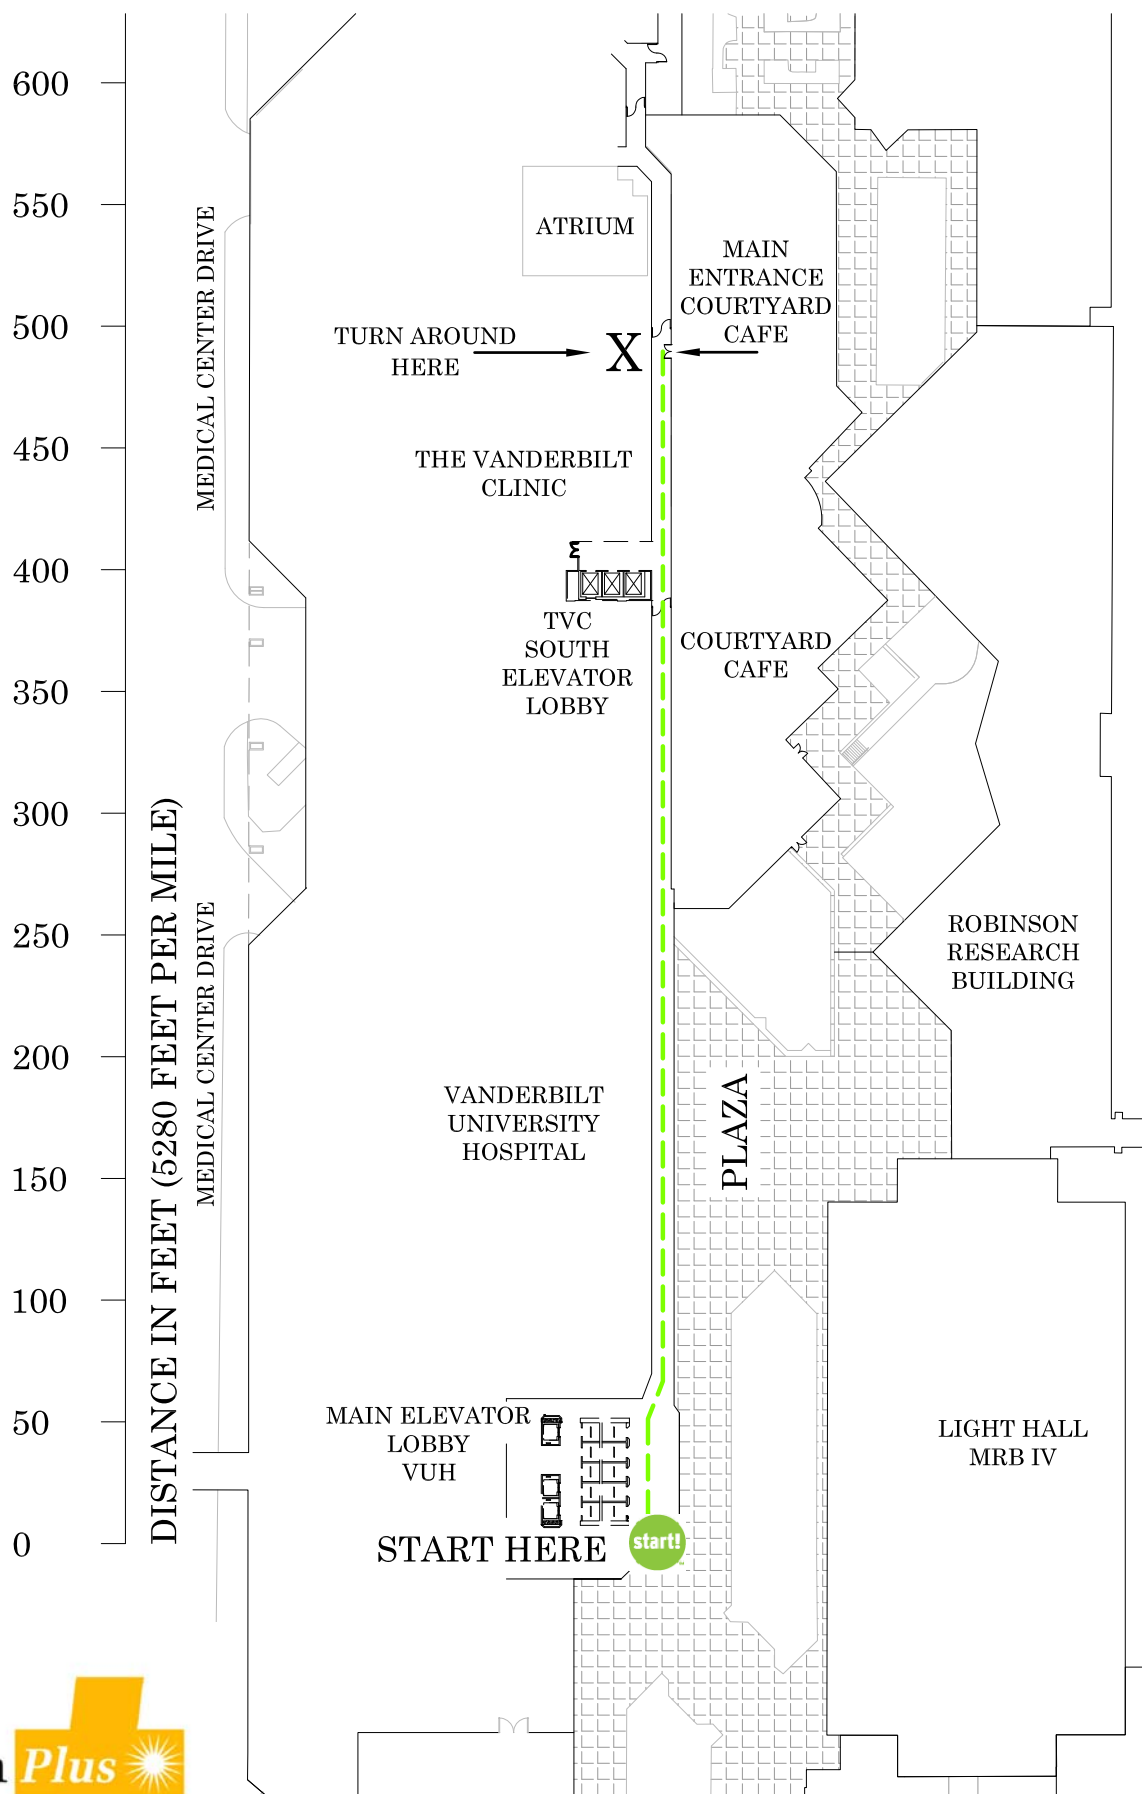 600
550
500
450
400
350
300
250
200
150
100
50
0
DISTANCE IN FEET (5280 FEET PER MILE)
MEDICAL CENTER DRIVE
MEDICAL CENTER DRIVE
ATRIUM
MAIN
ENTRANCE
COURTYARD
CAFE
TURN AROUND
HERE
X
THE VANDERBILT
CLINIC
TVC
SOUTH
ELEVATOR
LOBBY
COURTYARD
CAFE
ROBINSON
RESEARCH
BUILDING
VANDERBILT
UNIVERSITY
HOSPITAL
PLAZA
MAIN ELEVATOR
LOBBY
VUH
LIGHT HALL
MRB IV
START HERE
start!
Plus